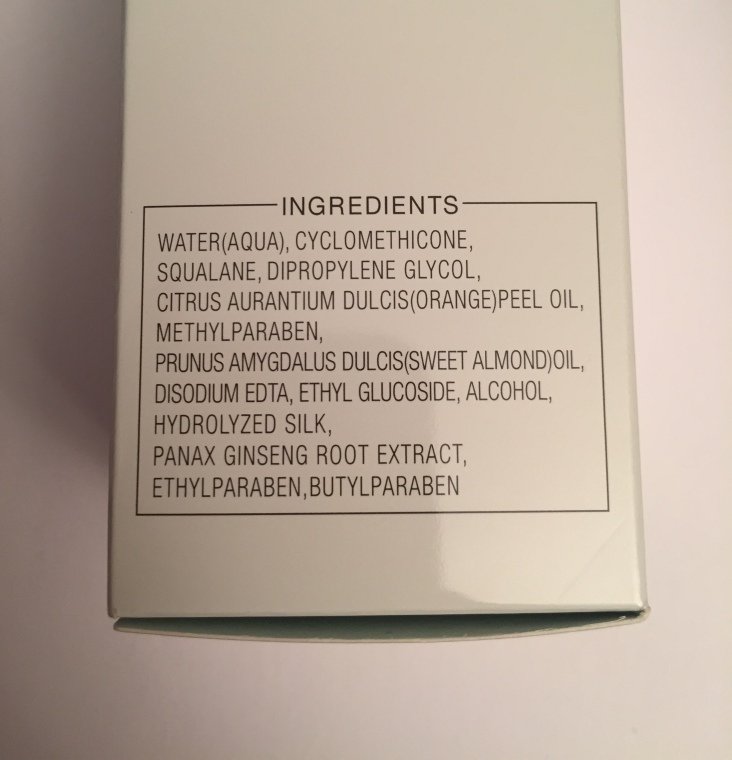 INGREDIENTS
WATER(AQUA), CYCLOMETHICONE,
SQUALANE, DIPROPYLENE GLYCOL,
CITRUS AURANTIUM DULCIS(ORANGE)PEEL OIL,
METHYLPARABEN,
PRUNUS AMYGDALUS DULCIS(SWEET ALMOND)OIL,
DISODIUM EDTA, ETHYL GLUCOSIDE, ALCOHOL,
HYDROLYZED SILK,
PANAX GINSENG ROOT EXTRACT,
ETHYLPARABEN,BUTYLPARABEN